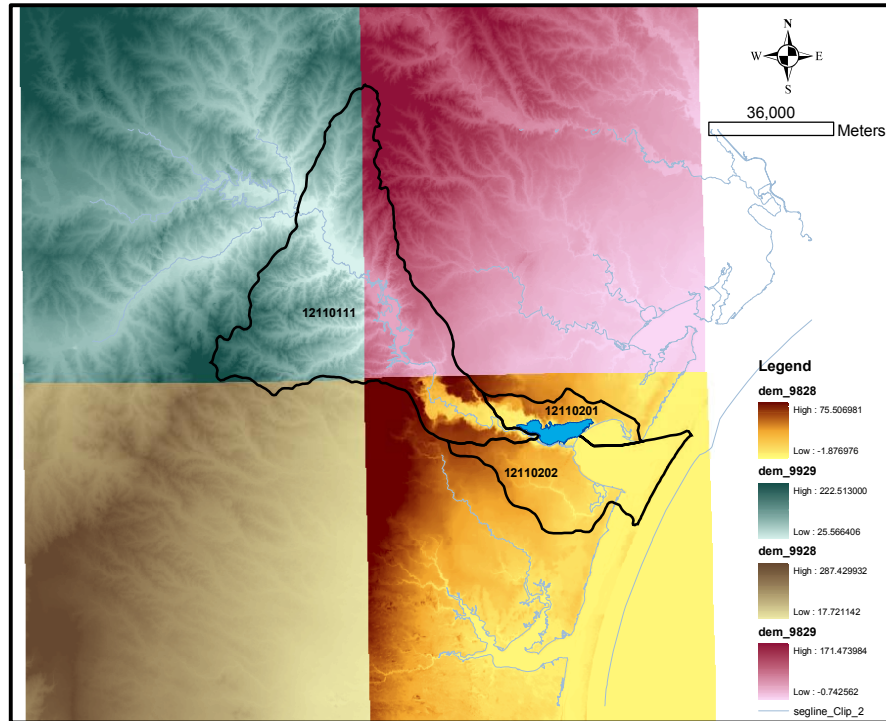 N
W E
S
36,000
Meters
12110111
12110201
12110202
Legend
dem_9828
High : 75.506981
Low : -1.876976
dem_9929
High : 222.513000
Low : 25.566406
dem_9928
High : 287.429932
Low : 17.721142
dem_9829
High : 171.473984
Low : -0.742562
segline_Clip_2